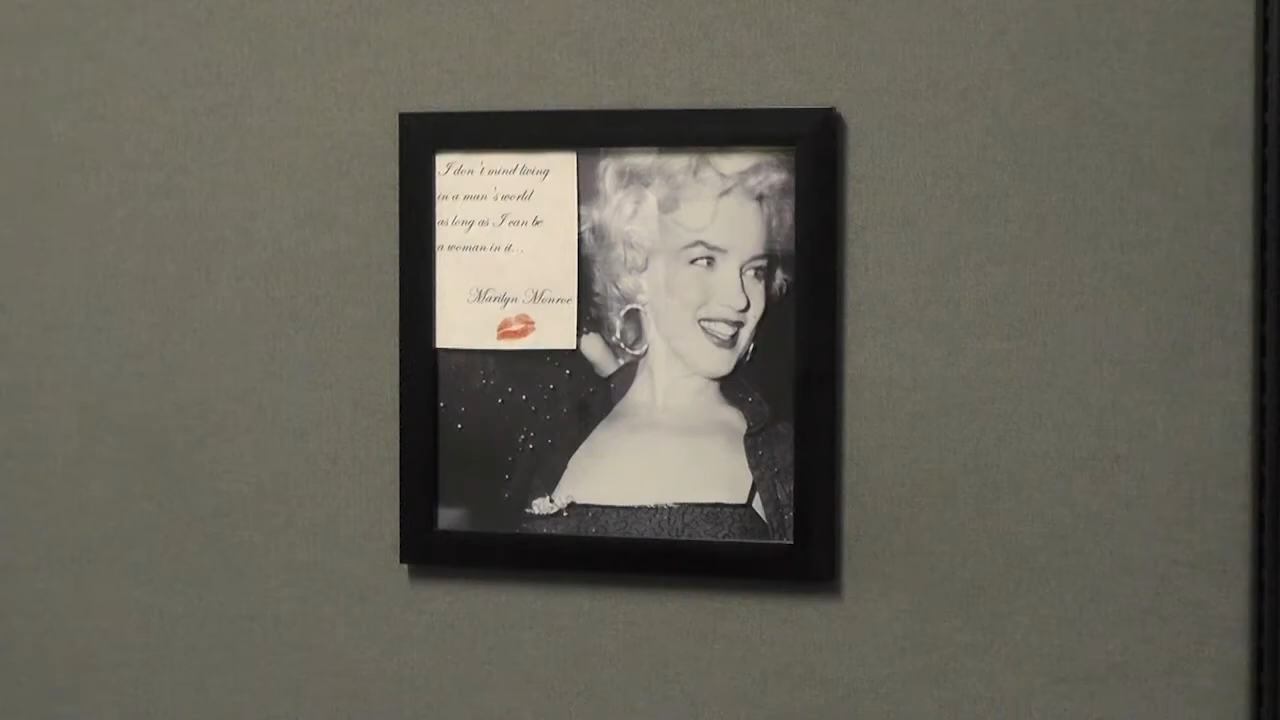 I don't mind living
in a man's world
as long as I can be
a woman in it...
Marilyn Monroe